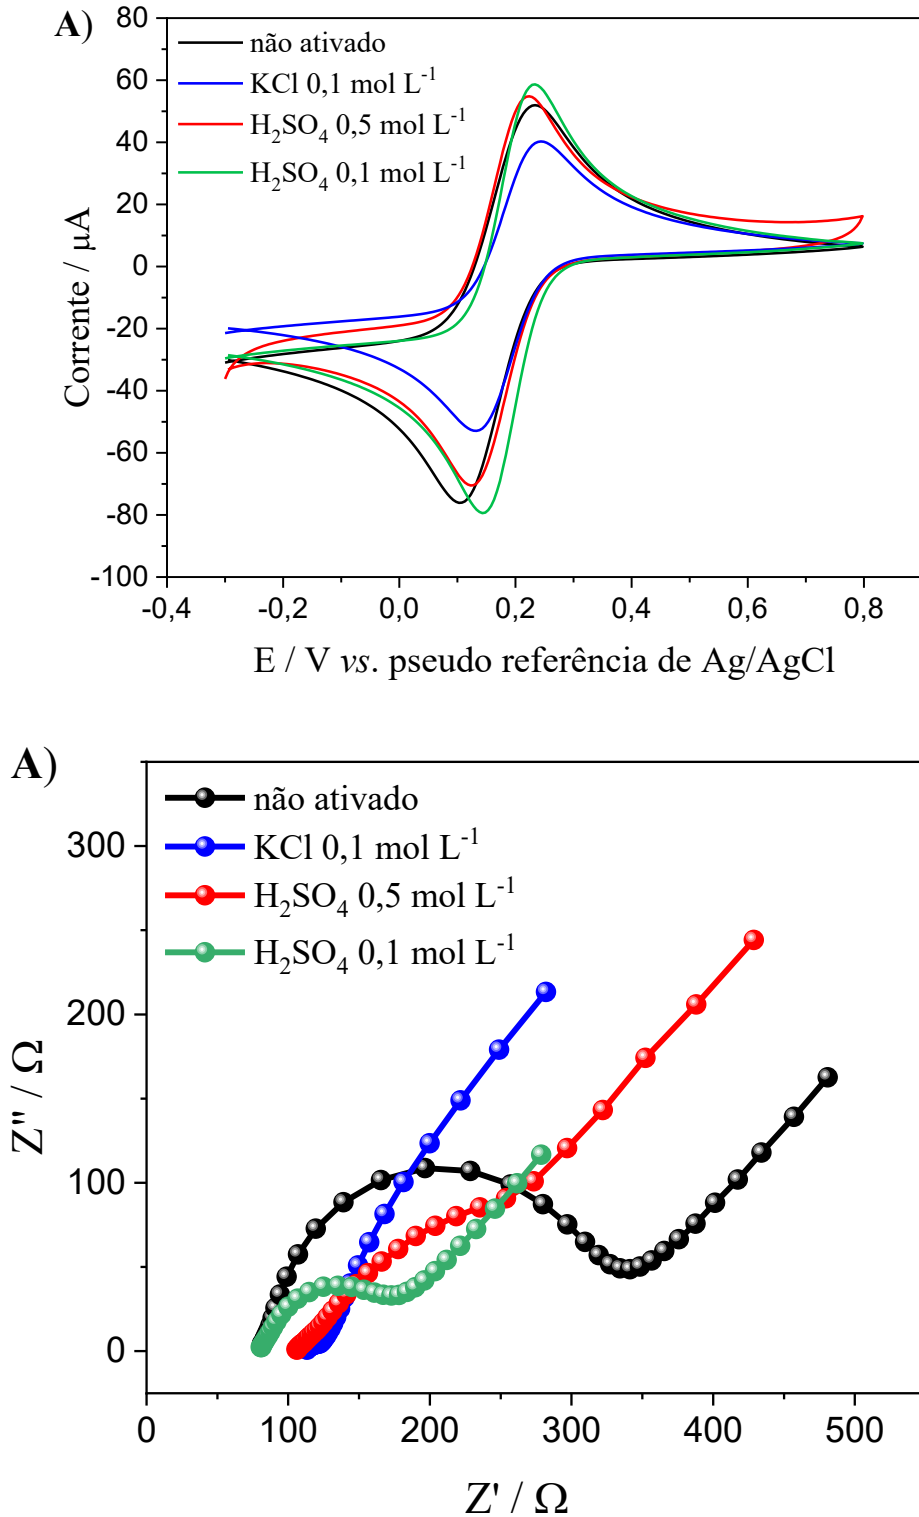 A)
80
60
40
20
0
-20
-40
-60
-80
-100
Corrente / µA
não ativado
KCl 0,1 mol L⁻¹
H₂SO₄ 0,5 mol L⁻¹
H₂SO₄ 0,1 mol L⁻¹
-0,4 -0,2 0,0 0,2 0,4 0,6 0,8
E / V vs. pseudo referência de Ag/AgCl
A)
300
200
100
0
Z'' / Ω
não ativado
KCl 0,1 mol L⁻¹
H₂SO₄ 0,5 mol L⁻¹
H₂SO₄ 0,1 mol L⁻¹
0 100 200 300 400 500
Z' / Ω